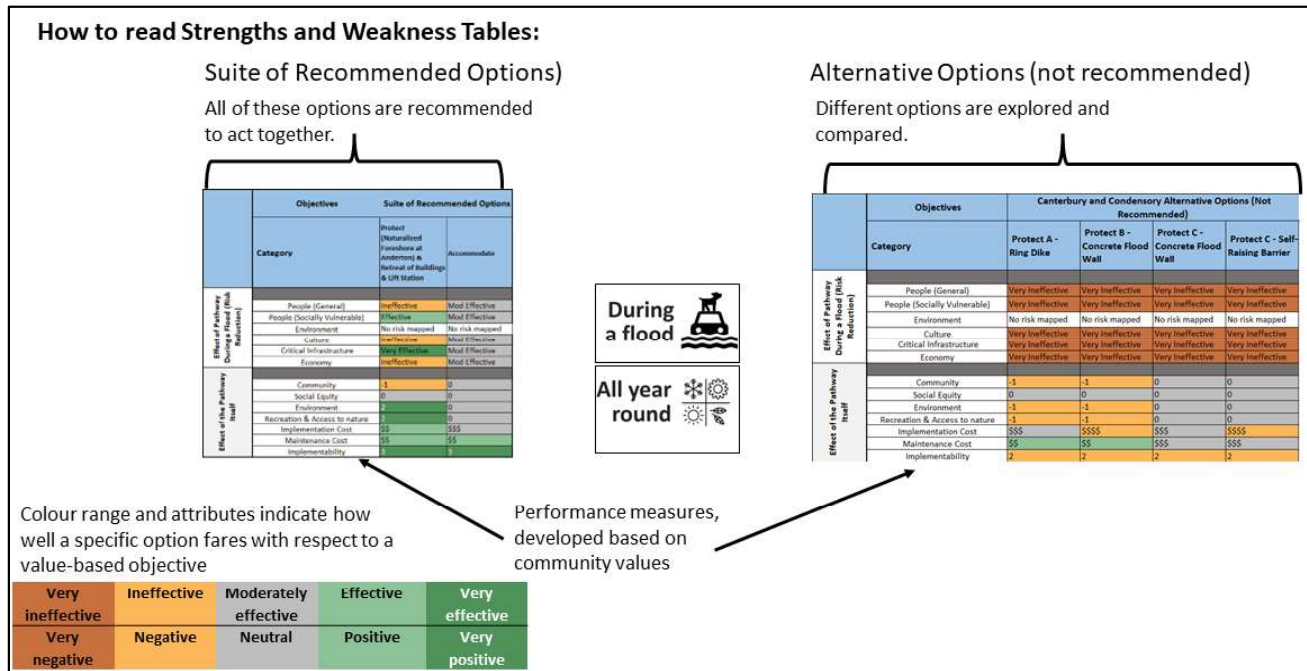 How to read Strengths and Weakness Tables:
Suite of Recommended Options)
All of these options are recommended
to act together.
Alternative Options (not recommended)
Different options are explored and
compared.
Objectives Suite of Recommended Options
Category
Protect
(Naturalized
Foreshore at
Anderton) &
Retreat of Buildings
& Lift Station
Accommodate
Effect of Pathway
During a Flood (Risk
Reduction)
People (General) Ineffective Mod Effective
People (Socially Vulnerable) Effective Mod Effective
Environment No risk mapped No risk mapped
Culture Ineffective Mod Effective
Critical Infrastructure Very Effective Mod Effective
Economy Ineffective Mod Effective
Effect of the Pathway
Itself
Community -1 0
Social Equity 0 0
Environment 2 0
Recreation & Access to nature 2 0
Implementation Cost $$ $$$
Maintenance Cost $$ $$
Implementability 3 3
During
a flood
All year
round
Objectives Canterbury and Condensory Alternative Options (Not
Recommended)
Category
Protect A -
Ring Dike
Protect B -
Concrete Flood
Wall
Protect C -
Concrete Flood
Wall
Protect C - Self-
Raising Barrier
Effect of Pathway
During a Flood (Risk
Reduction)
People (General) Very Ineffective Very Ineffective Very Ineffective Very Ineffective
People (Socially Vulnerable) Very Ineffective Very Ineffective Very Ineffective Very Ineffective
Environment No risk mapped No risk mapped No risk mapped No risk mapped
Culture Very Ineffective Very Ineffective Very Ineffective Very Ineffective
Critical Infrastructure Very Ineffective Very Ineffective Very Ineffective Very Ineffective
Economy Very Ineffective Very Ineffective Very Ineffective Very Ineffective
Effect of the Pathway
Itself
Community -1 -1 0 0
Social Equity 0 0 0 0
Environment -1 -1 0 0
Recreation & Access to nature -1 -1 0 0
Implementation Cost $$$ $$$$ $$$ $$$$
Maintenance Cost $$ $$ $$$ $$$
Implementability 2 2 2 2
Colour range and attributes indicate how
well a specific option fares with respect to a
value-based objective
Performance measures,
developed based on
community values
Very
ineffective
Ineffective
Moderately
effective
Effective
Very
effective
Very
negative
Negative
Neutral
Positive
Very
positive